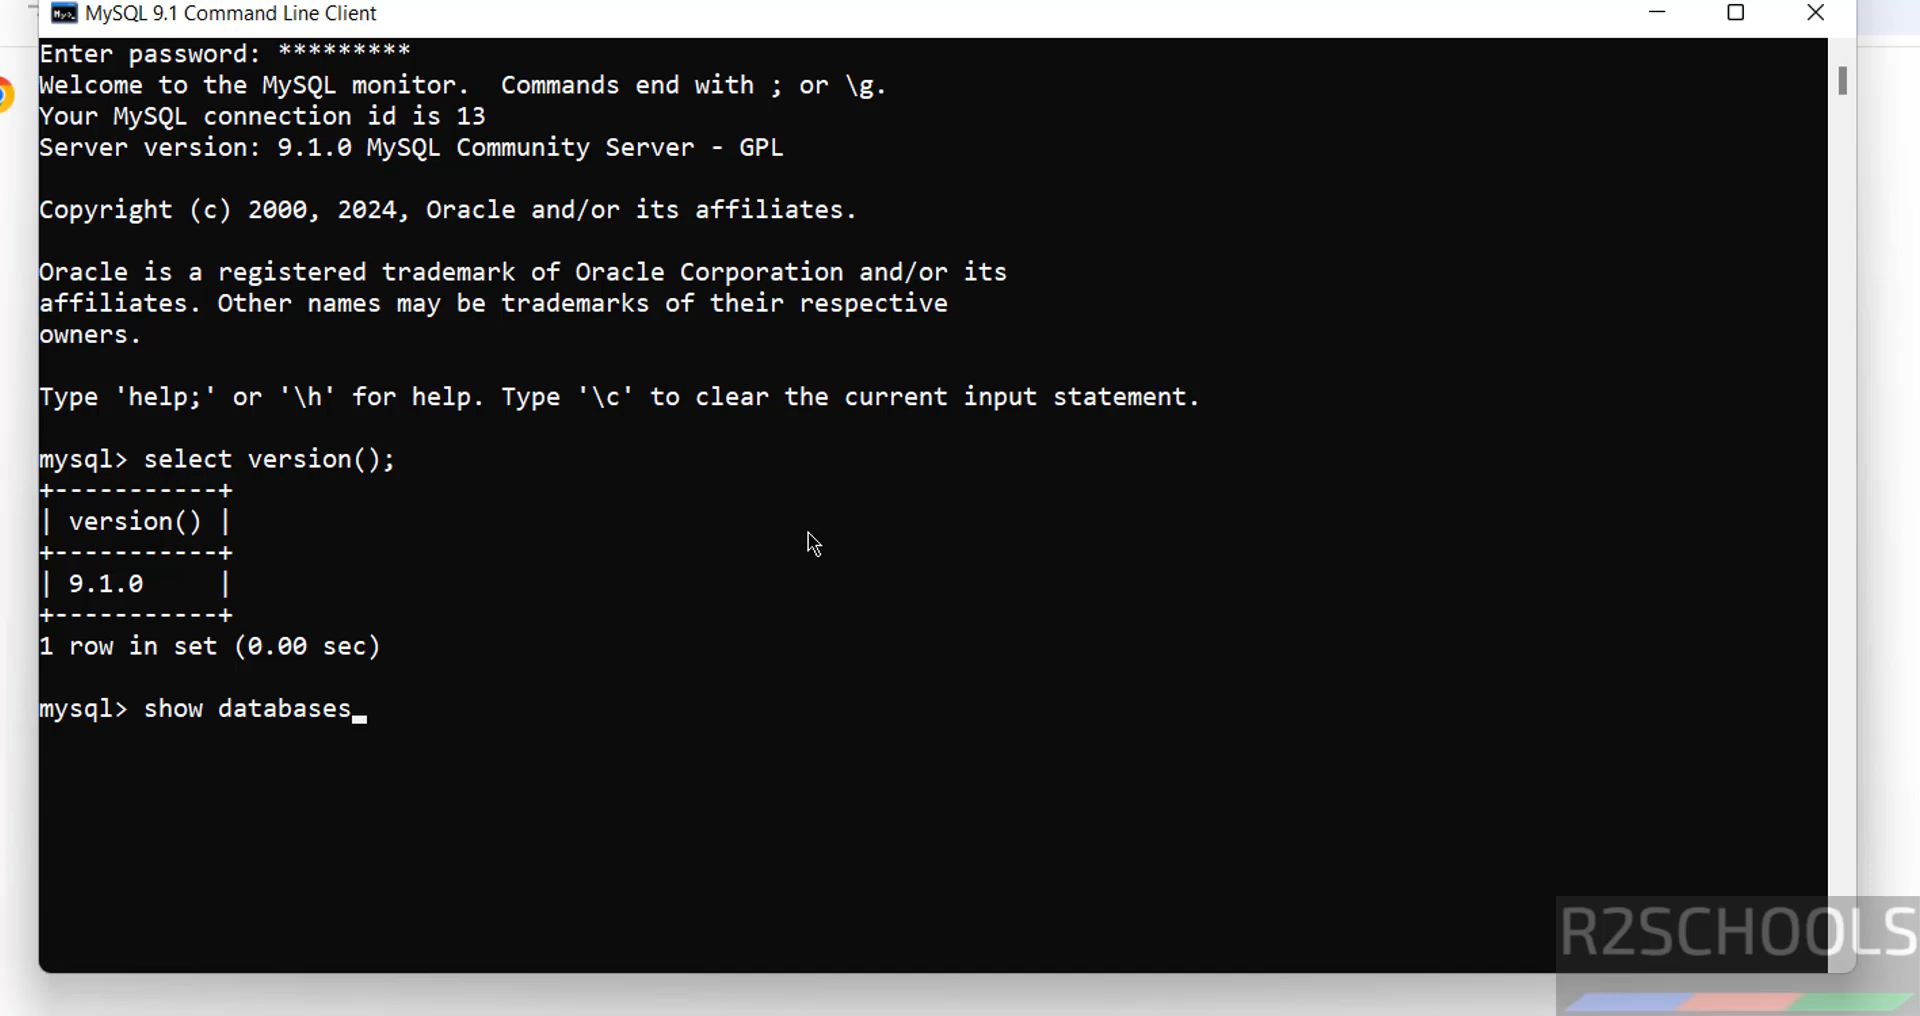 MySQL 9.1 Command Line Client
Enter password: *********
Welcome to the MySQL monitor.  Commands end with ; or \g.
Your MySQL connection id is 13
Server version: 9.1.0 MySQL Community Server - GPL

Copyright (c) 2000, 2024, Oracle and/or its affiliates.

Oracle is a registered trademark of Oracle Corporation and/or its
affiliates. Other names may be trademarks of their respective
owners.

Type 'help;' or '\h' for help. Type '\c' to clear the current input statement.

mysql> select version();
+-----------+
| version() |
+-----------+
| 9.1.0     |
+-----------+
1 row in set (0.00 sec)

mysql> show databases_
R2SCHOOLS